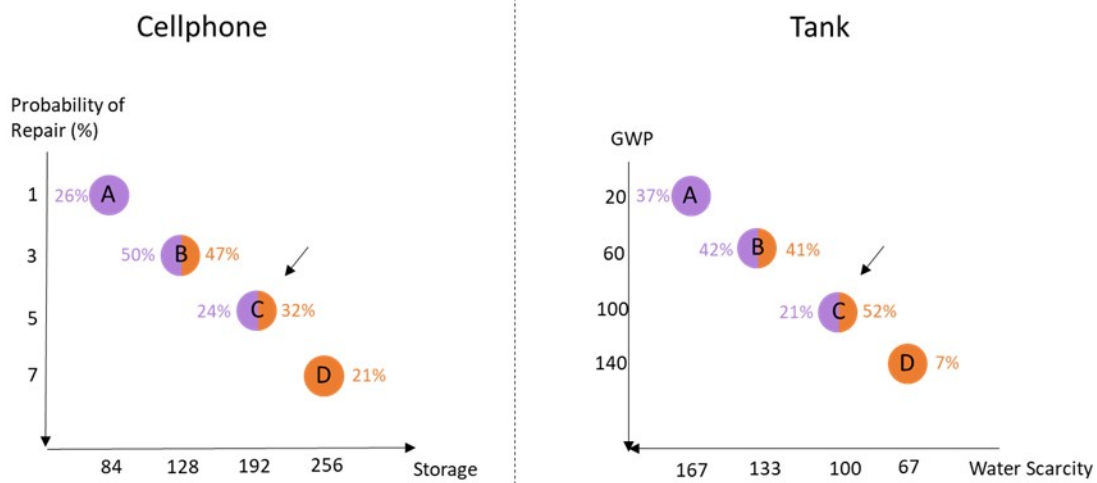 Cellphone
Probability of
Repair (%)
1
3
5
7
26% A
50% B 47%
24% C 32%
D 21%
84 128 192 256 Storage
Tank
GWP
20
60
100
140
37% A
42% B 41%
21% C 52%
D 7%
167 133 100 67 Water Scarcity